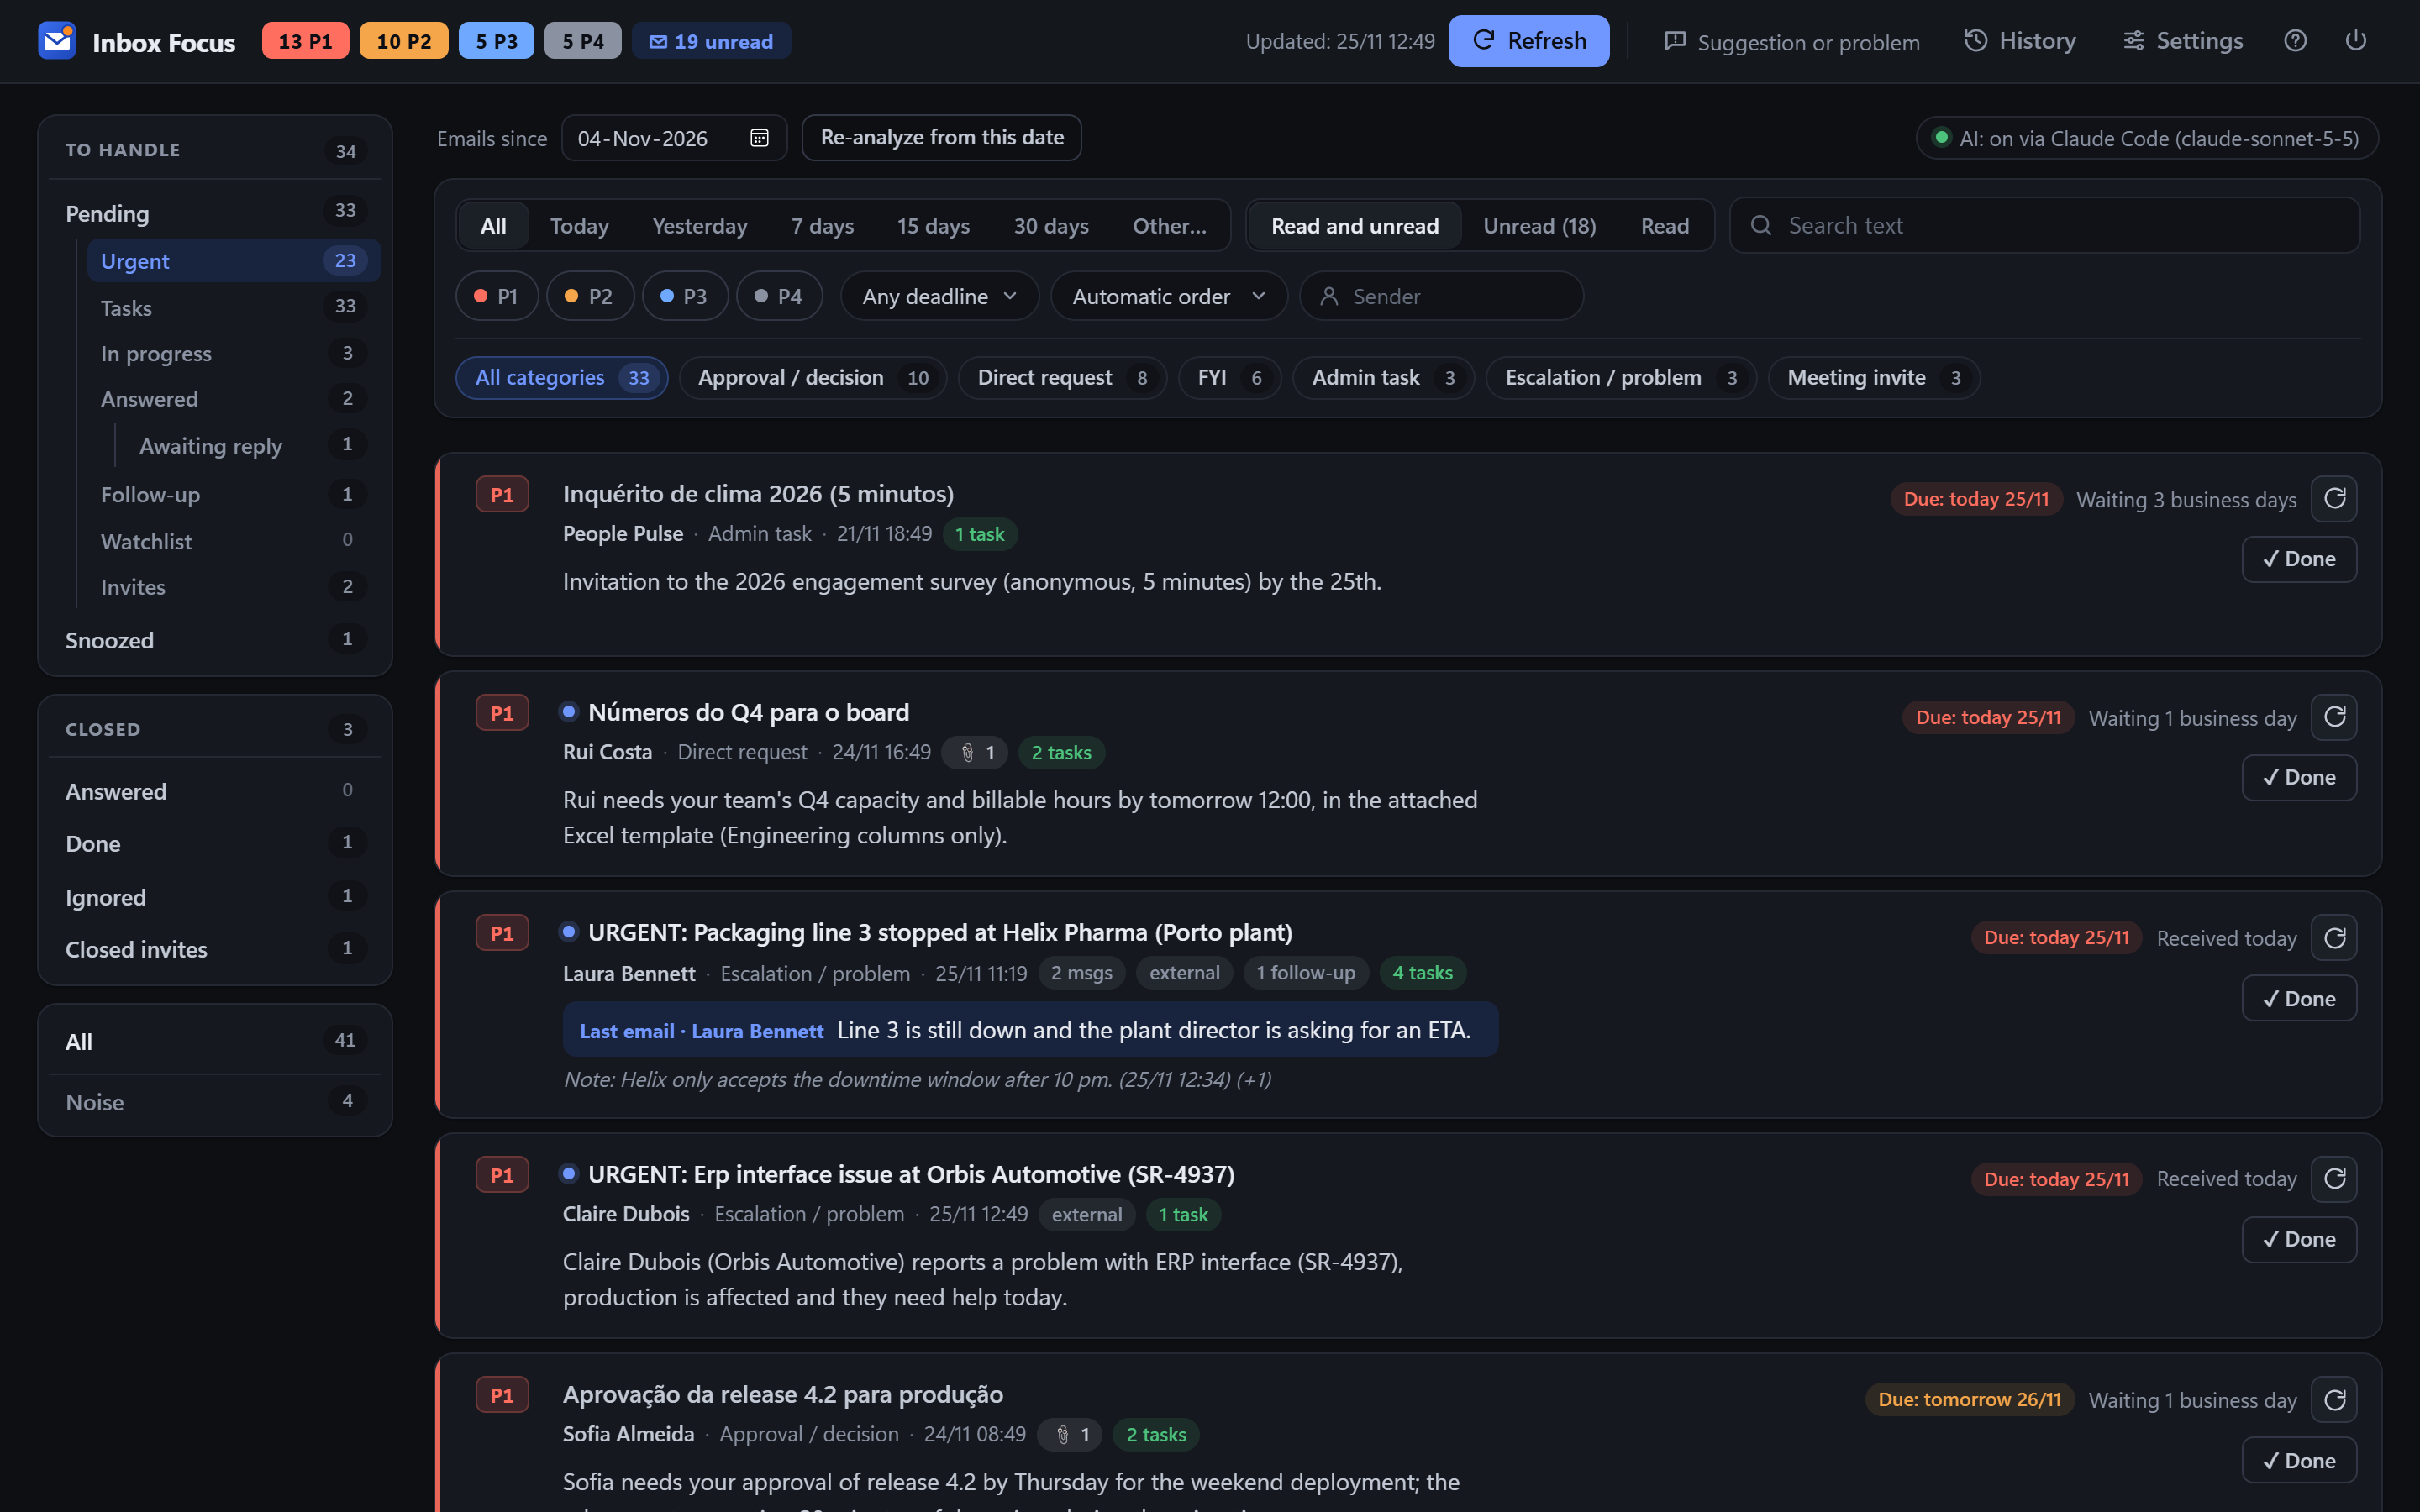 Inbox Focus 13 P1 10 P2 5 P3 5 P4 19 unread Updated: 25/11 12:49 Refresh Suggestion or problem History Settings
TO HANDLE 34
Pending 33
Urgent 23
Tasks 33
In progress 3
Answered 2
Awaiting reply 1
Follow-up 1
Watchlist 0
Invites 2
Snoozed 1
CLOSED 3
Answered 0
Done 1
Ignored 1
Closed invites 1
All 41
Noise 4
Emails since 04-Nov-2026 Re-analyze from this date AI: on via Claude Code (claude-sonnet-5-5)
All Today Yesterday 7 days 15 days 30 days Other... Read and unread Unread (18) Read Search text
P1 P2 P3 P4 Any deadline Automatic order Sender
All categories 33 Approval / decision 10 Direct request 8 FYI 6 Admin task 3 Escalation / problem 3 Meeting invite 3
P1 Inquérito de clima 2026 (5 minutos) Due: today 25/11 Waiting 3 business days
People Pulse · Admin task · 21/11 18:49 1 task
✓ Done
Invitation to the 2026 engagement survey (anonymous, 5 minutes) by the 25th.
P1 Números do Q4 para o board Due: today 25/11 Waiting 1 business day
Rui Costa · Direct request · 24/11 16:49 1 2 tasks
✓ Done
Rui needs your team's Q4 capacity and billable hours by tomorrow 12:00, in the attached
Excel template (Engineering columns only).
P1 URGENT: Packaging line 3 stopped at Helix Pharma (Porto plant) Due: today 25/11 Received today
Laura Bennett · Escalation / problem · 25/11 11:19 2 msgs external 1 follow-up 4 tasks
✓ Done
Last email · Laura Bennett Line 3 is still down and the plant director is asking for an ETA.
Note: Helix only accepts the downtime window after 10 pm. (25/11 12:34) (+1)
P1 URGENT: Erp interface issue at Orbis Automotive (SR-4937) Due: today 25/11 Received today
Claire Dubois · Escalation / problem · 25/11 12:49 external 1 task
✓ Done
Claire Dubois (Orbis Automotive) reports a problem with ERP interface (SR-4937),
production is affected and they need help today.
P1 Aprovação da release 4.2 para produção Due: tomorrow 26/11 Waiting 1 business day
Sofia Almeida · Approval / decision · 24/11 08:49 1 2 tasks
✓ Done
Sofia needs your approval of release 4.2 by Thursday for the weekend deployment; the